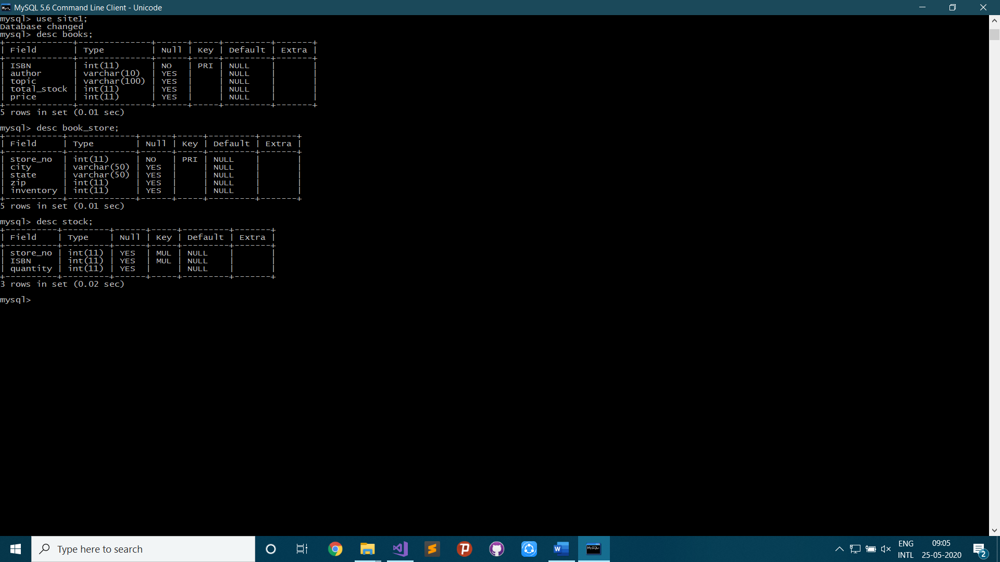 MySQL 5.6 Command Line Client - Unicode
mysql> use site1;
Database changed
mysql> desc books;
+-------------+--------------+------+-----+---------+-------+
| Field       | Type         | Null | Key | Default | Extra |
+-------------+--------------+------+-----+---------+-------+
| ISBN        | int(11)      | NO   | PRI | NULL    |       |
| author      | varchar(10)  | YES  |     | NULL    |       |
| topic       | varchar(100) | YES  |     | NULL    |       |
| total_stock | int(11)      | YES  |     | NULL    |       |
| price       | int(11)      | YES  |     | NULL    |       |
+-------------+--------------+------+-----+---------+-------+
5 rows in set (0.01 sec)
mysql> desc book_store;
+-----------+-------------+------+-----+---------+-------+
| Field     | Type        | Null | Key | Default | Extra |
+-----------+-------------+------+-----+---------+-------+
| store_no  | int(11)     | NO   | PRI | NULL    |       |
| city      | varchar(50) | YES  |     | NULL    |       |
| state     | varchar(50) | YES  |     | NULL    |       |
| zip       | int(11)     | YES  |     | NULL    |       |
| inventory | int(11)     | YES  |     | NULL    |       |
+-----------+-------------+------+-----+---------+-------+
5 rows in set (0.01 sec)
mysql> desc stock;
+----------+---------+------+-----+---------+-------+
| Field    | Type    | Null | Key | Default | Extra |
+----------+---------+------+-----+---------+-------+
| store_no | int(11) | YES  | MUL | NULL    |       |
| ISBN     | int(11) | YES  | MUL | NULL    |       |
| quantity | int(11) | YES  |     | NULL    |       |
+----------+---------+------+-----+---------+-------+
3 rows in set (0.02 sec)
mysql>
Type here to search
ENG
INTL
09:05
25-05-2020
2